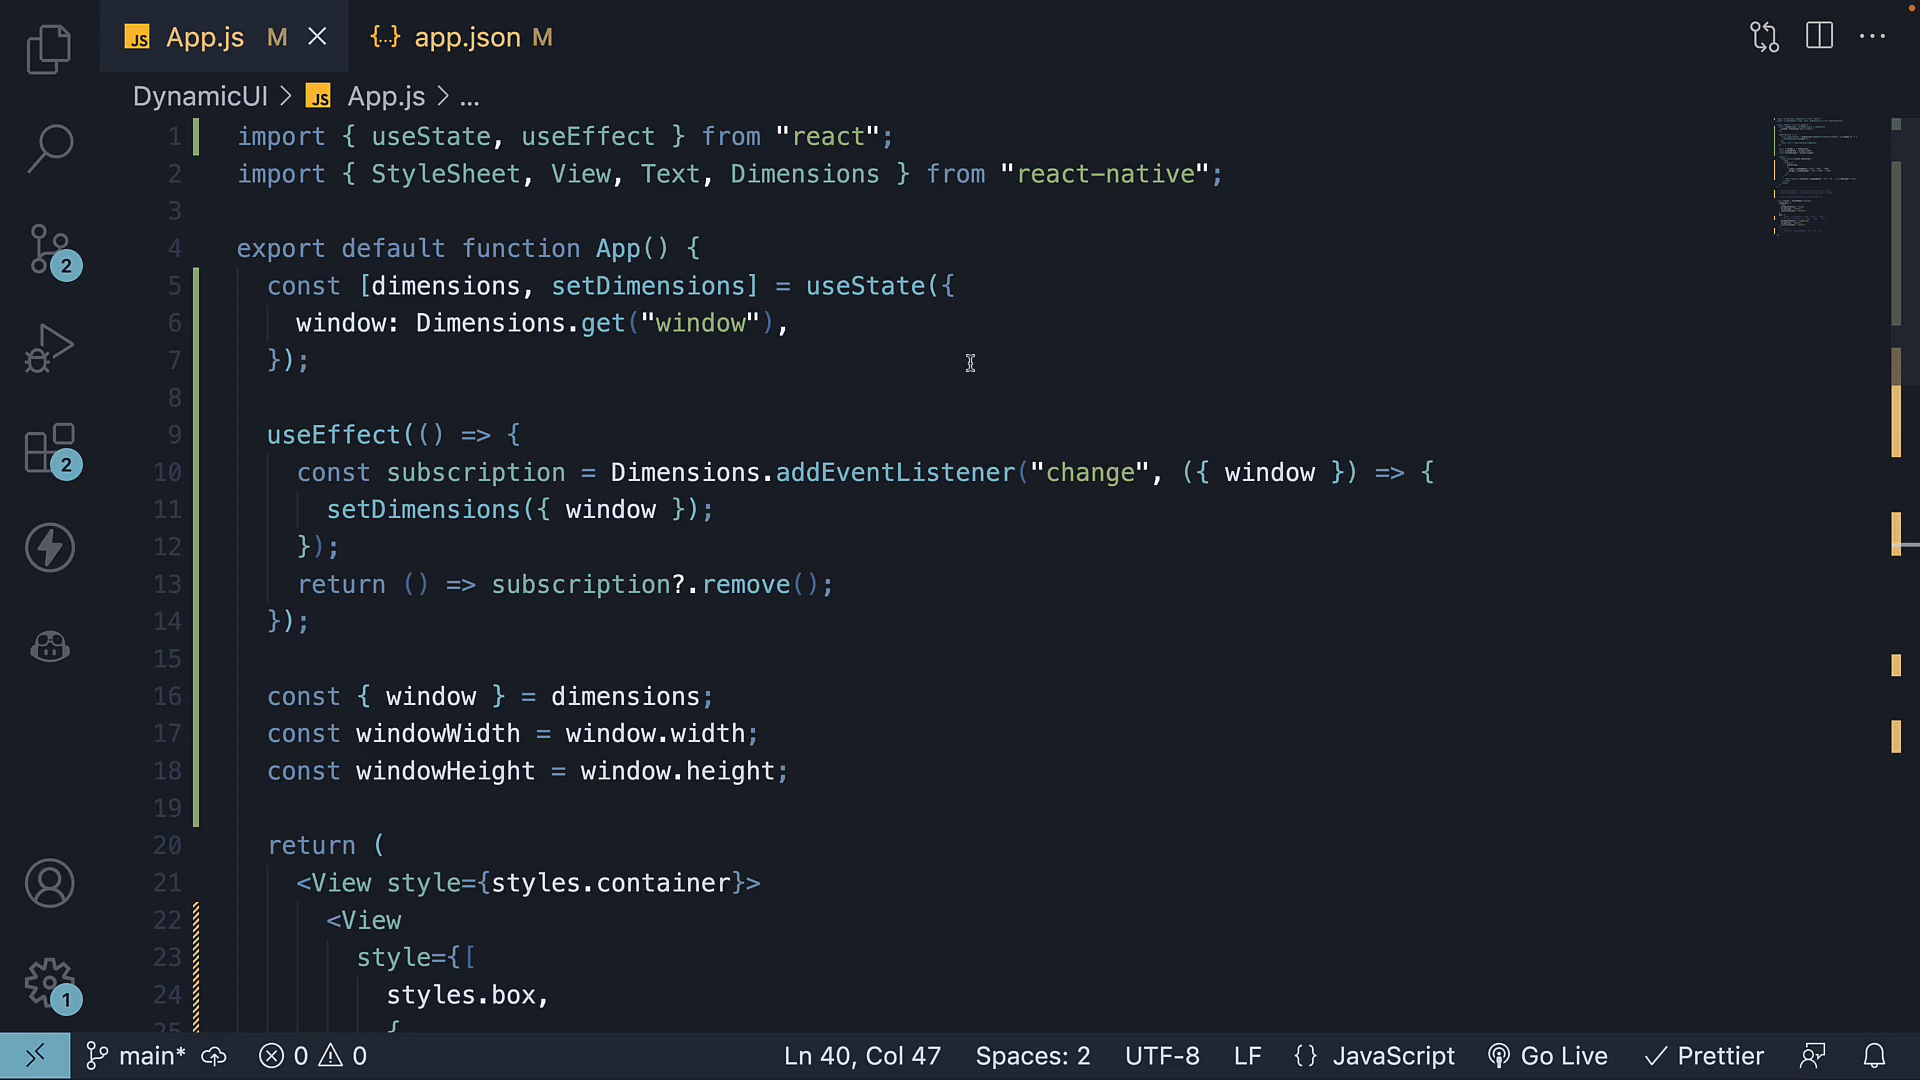 JS App.js M
{...} app.json M
DynamicUI > JS App.js > ...
1 import { useState, useEffect } from "react";
2 import { StyleSheet, View, Text, Dimensions } from "react-native";
3
4 export default function App() {
5 const [dimensions, setDimensions] = useState({
6 window: Dimensions.get("window"),
7 });
8
9 useEffect(() => {
10 const subscription = Dimensions.addEventListener("change", ({ window }) => {
11 setDimensions({ window });
12 });
13 return () => subscription?.remove();
14 });
15
16 const { window } = dimensions;
17 const windowWidth = window.width;
18 const windowHeight = window.height;
19
20 return (
21 <View style={styles.container}>
22 <View
23 style={[
24 styles.box,
25 {
2
2
1
main* 0 0 Ln 40, Col 47 Spaces: 2 UTF-8 LF {} JavaScript Go Live Prettier